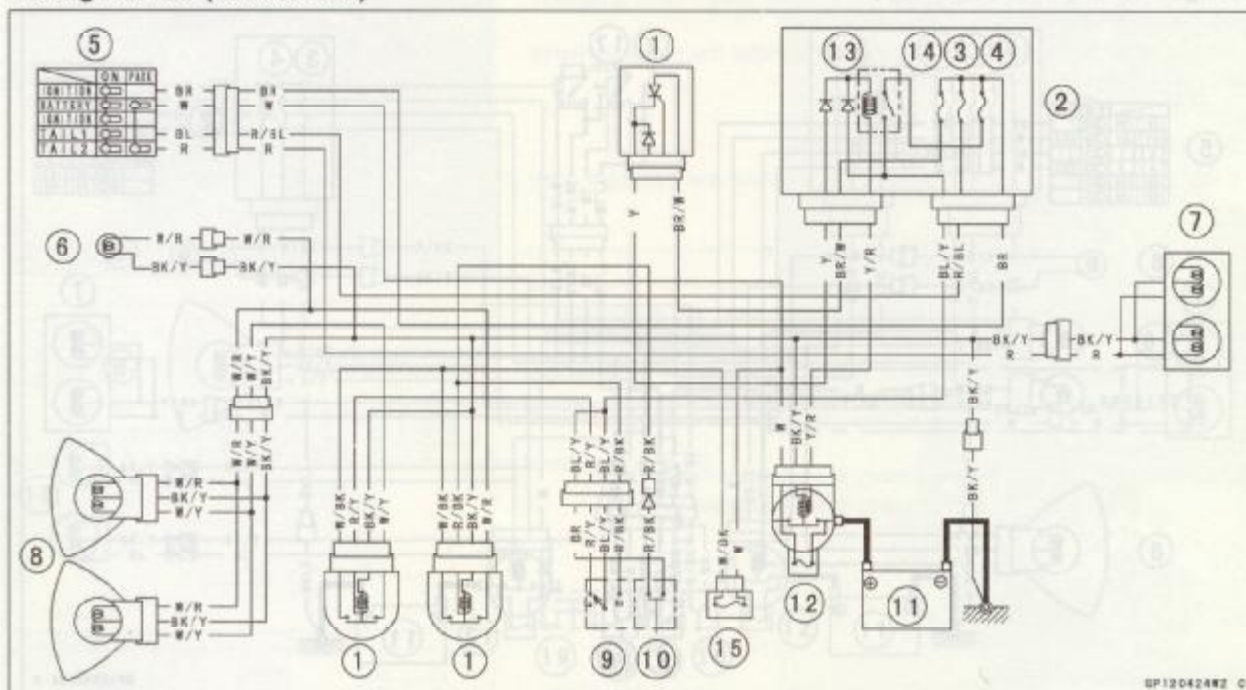 5
1
13
14
3
4
2
ON PARK
IGNITION
BATTERY
IGNITION
TAIL1
TAIL2
BR
W
BL
R
BR
W
R/BL
R
6
W/R
W/R
BK/Y
BK/Y
Y
BR/W
Y
BR/W
Y/R
BL/Y
R/BL
BR
7
BK/Y
R
BK/Y
R
BK/Y
BK/Y
W/R
W/Y
BK/Y
W/R
W/Y
BK/Y
8
W/R
BK/Y
W/Y
W/R
BK/Y
W/Y
W/BK
R/Y
BK/Y
W/Y
W/BK
R/BK
BK/Y
W/R
BL/Y
R/Y
BL/Y
R/BK
R/BK
BR
R/Y
BL/Y
R/BK
R/BK
W/BK
W
W
BK/Y
Y/R
+
-
1
1
9
10
15
12
11
GP120424W2 C